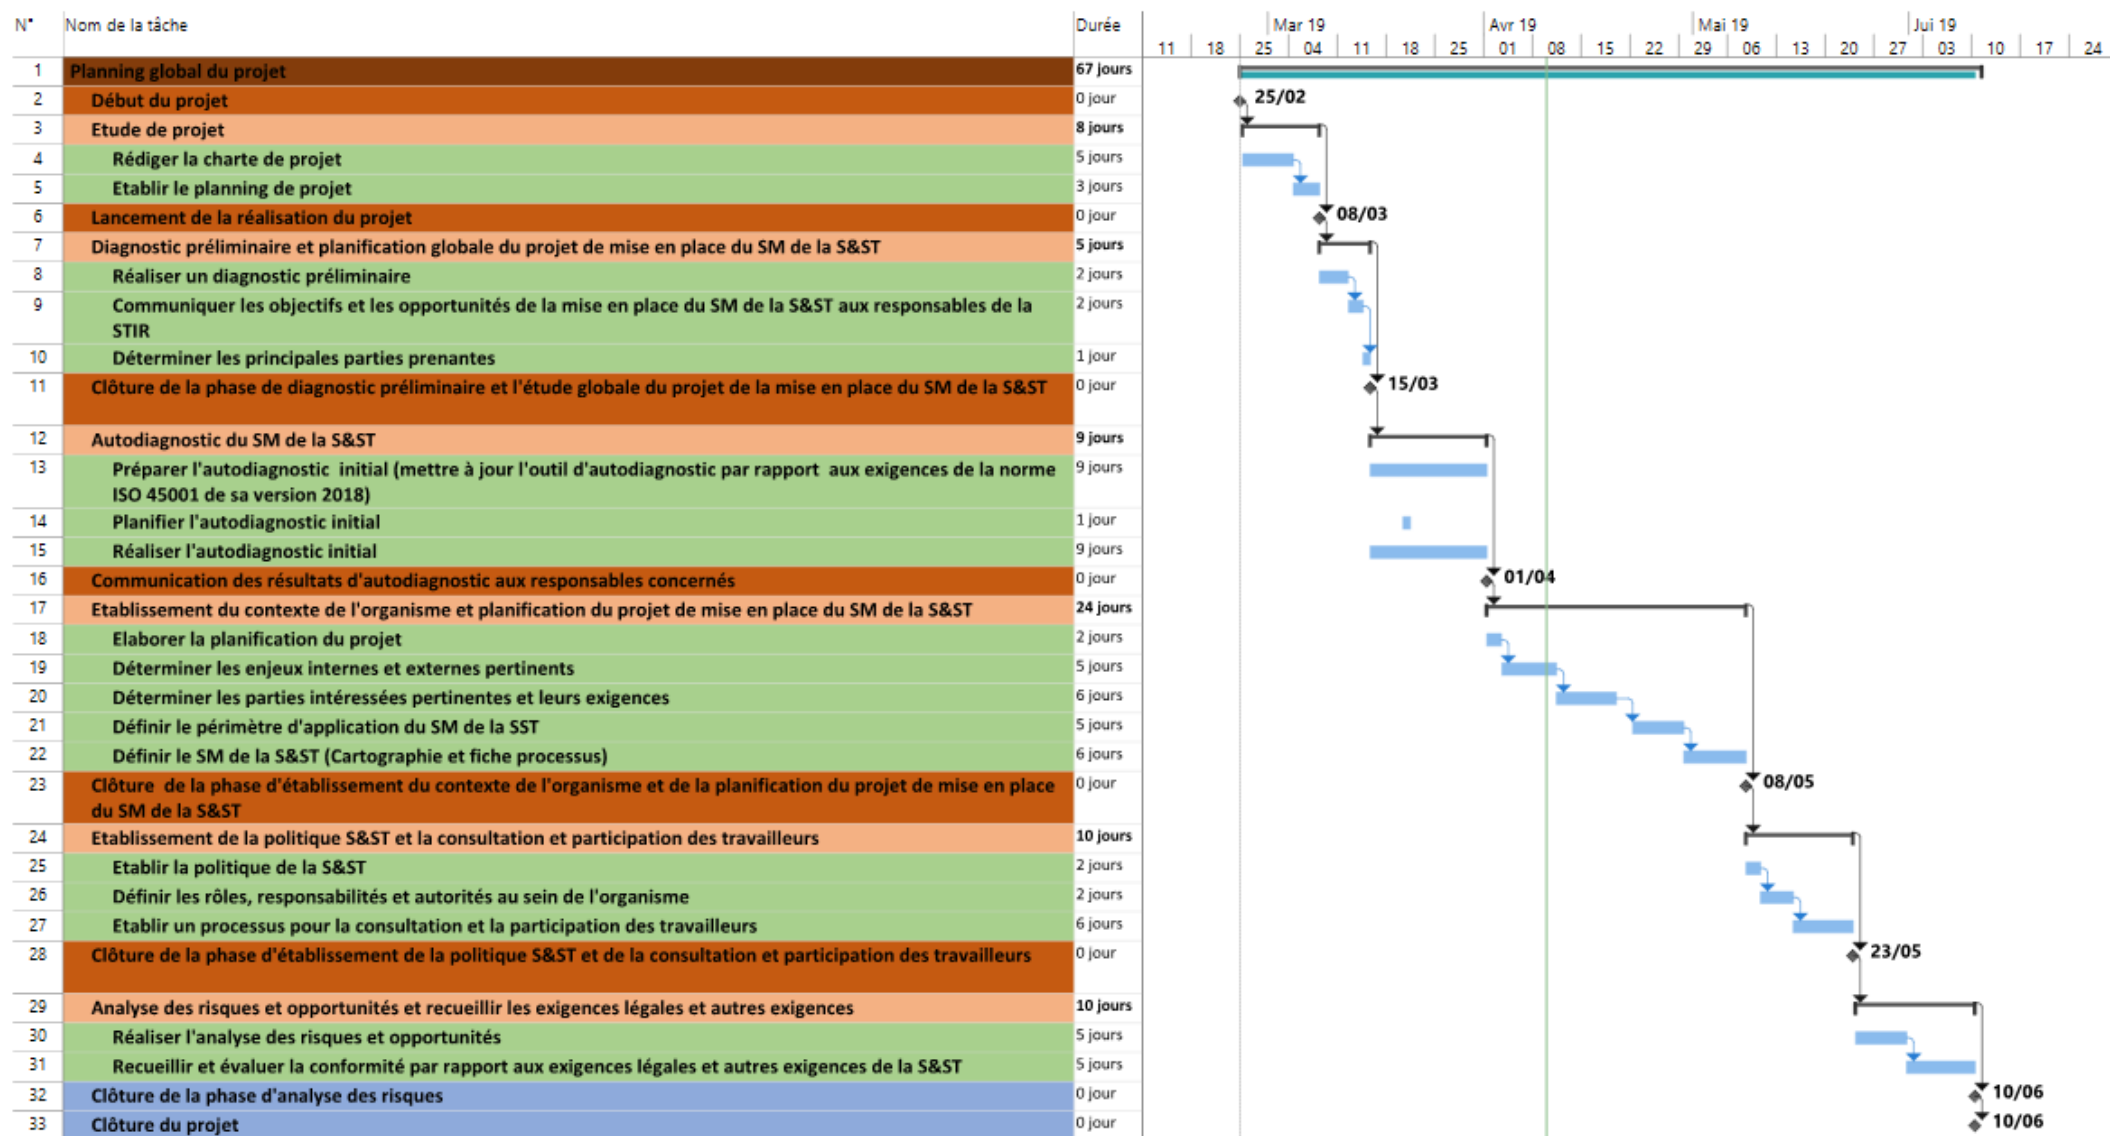 N° Nom de la tâche Durée Mar 19 Avr 19 Mai 19 Jui 19
11 18 25 04 11 18 25 01 08 15 22 29 06 13 20 27 03 10 17 24
1 Planning global du projet 67 jours
2 Début du projet 0 jour 25/02
3 Etude de projet 8 jours
4 Rédiger la charte de projet 5 jours
5 Etablir le planning de projet 3 jours
6 Lancement de la réalisation du projet 0 jour 08/03
7 Diagnostic préliminaire et planification globale du projet de mise en place du SM de la S&ST 5 jours
8 Réaliser un diagnostic préliminaire 2 jours
9 Communiquer les objectifs et les opportunités de la mise en place du SM de la S&ST aux responsables de la 2 jours
STIR
10 Déterminer les principales parties prenantes 1 jour
11 Clôture de la phase de diagnostic préliminaire et l'étude globale du projet de la mise en place du SM de la S&ST 0 jour 15/03
12 Autodiagnostic du SM de la S&ST 9 jours
13 Préparer l'autodiagnostic initial (mettre à jour l'outil d'autodiagnostic par rapport aux exigences de la norme 9 jours
ISO 45001 de sa version 2018)
14 Planifier l'autodiagnostic initial 1 jour
15 Réaliser l'autodiagnostic initial 9 jours
16 Communication des résultats d'autodiagnostic aux responsables concernés 0 jour 01/04
17 Etablissement du contexte de l'organisme et planification du projet de mise en place du SM de la S&ST 24 jours
18 Elaborer la planification du projet 2 jours
19 Déterminer les enjeux internes et externes pertinents 5 jours
20 Déterminer les parties intéressées pertinentes et leurs exigences 6 jours
21 Définir le périmètre d'application du SM de la SST 5 jours
22 Définir le SM de la S&ST (Cartographie et fiche processus) 6 jours
23 Clôture de la phase d'établissement du contexte de l'organisme et de la planification du projet de mise en place 0 jour 08/05
du SM de la S&ST
24 Etablissement de la politique S&ST et la consultation et participation des travailleurs 10 jours
25 Etablir la politique de la S&ST 2 jours
26 Définir les rôles, responsabilités et autorités au sein de l'organisme 2 jours
27 Etablir un processus pour la consultation et la participation des travailleurs 6 jours
28 Clôture de la phase d'établissement de la politique S&ST et de la consultation et participation des travailleurs 0 jour 23/05
29 Analyse des risques et opportunités et recueillir les exigences légales et autres exigences 10 jours
30 Réaliser l'analyse des risques et opportunités 5 jours
31 Recueillir et évaluer la conformité par rapport aux exigences légales et autres exigences de la S&ST 5 jours
32 Clôture de la phase d'analyse des risques 0 jour 10/06
33 Clôture du projet 0 jour 10/06